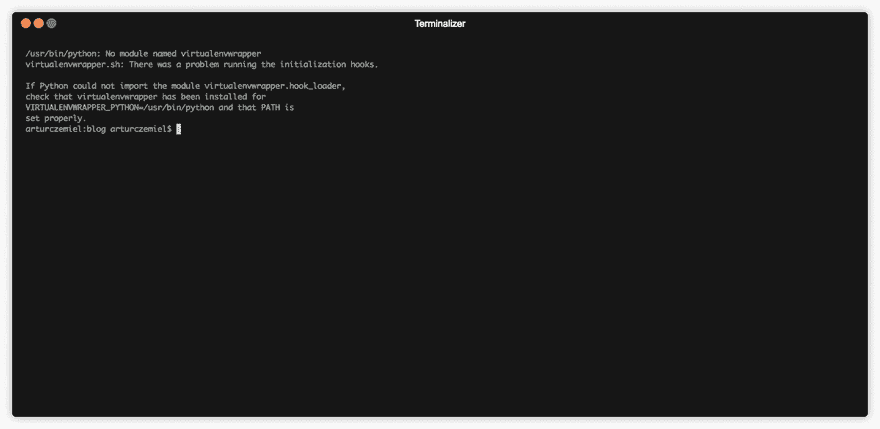 Terminalizer
/usr/bin/python: No module named virtualenvwrapper
virtualenvwrapper.sh: There was a problem running the initialization hooks.
If Python could not import the module virtualenvwrapper.hook_loader,
check that virtualenvwrapper has been installed for
VIRTUALENVWRAPPER_PYTHON=/usr/bin/python and that PATH is
set properly.
arturczemiel:blog arturczemiel$